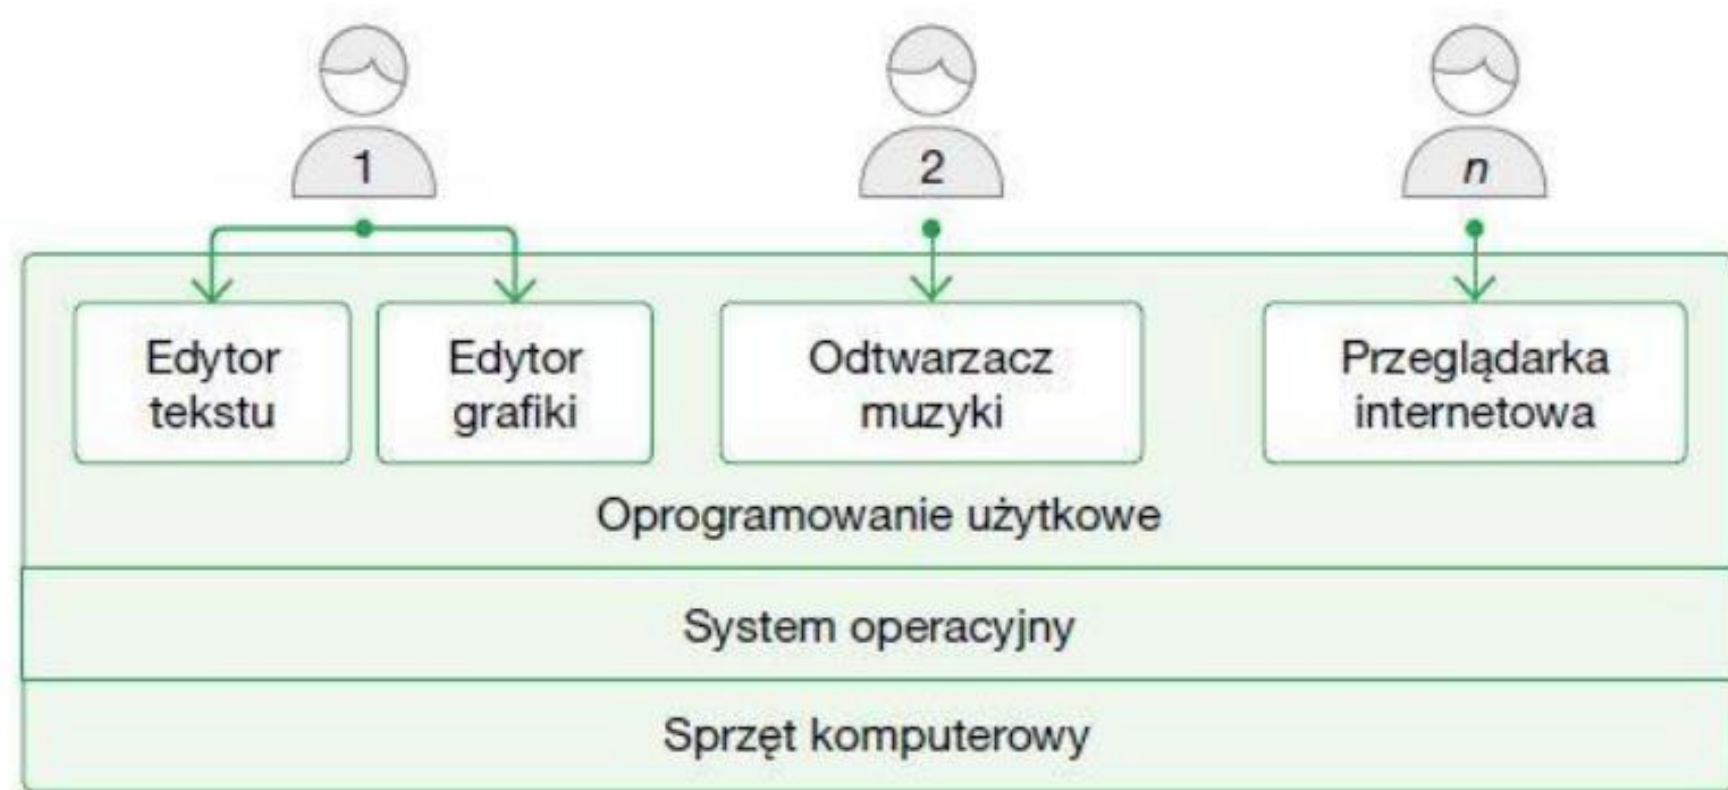 1
2
n
Edytor
tekstu
Edytor
grafiki
Odtwarzacz
muzyki
Przeglądarka
internetowa
Oprogramowanie użytkowe
System operacyjny
Sprzęt komputerowy